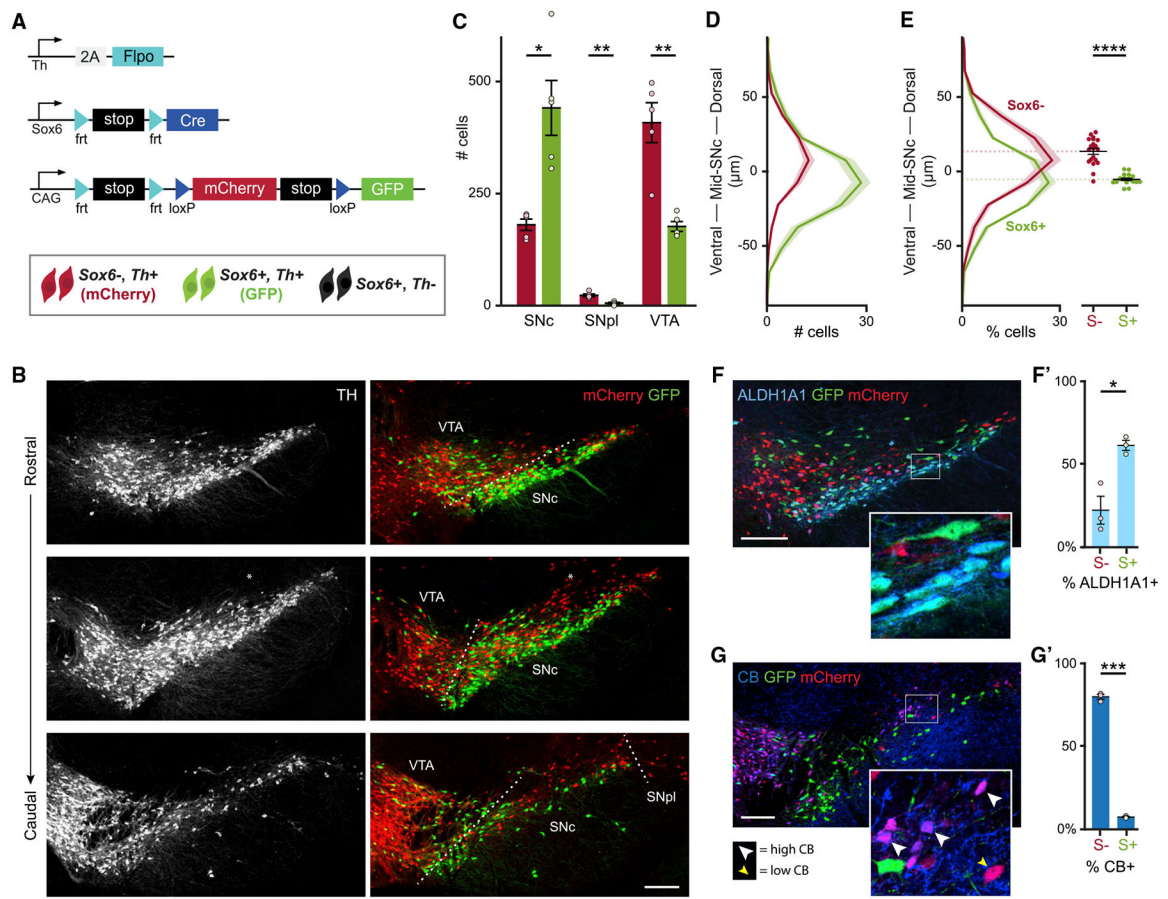 A
Th
2A
Flpo
Sox6
frt
stop
frt
Cre
CAG
frt
stop
frt
loxP
mCherry
stop
loxP
GFP
Sox6-, Th+
(mCherry)
Sox6+, Th+
(GFP)
Sox6+, Th-
C
# cells
500
250
0
*
**
**
SNc
SNpl
VTA
D
Ventral — Mid-SNc — Dorsal
(μm)
50
0
-50
0
30
# cells
E
Ventral — Mid-SNc — Dorsal
(μm)
50
0
-50
Sox6-
Sox6+
0
30
% cells
****
S-
S+
B
Rostral
Caudal
TH
mCherry GFP
VTA
SNc
*
*
VTA
SNc
VTA
SNc
SNpl
F
ALDH1A1 GFP mCherry
F’
100%
50
0%
*
S-
S+
% ALDH1A1+
G
CB GFP mCherry
= high CB
= low CB
G’
100%
50
0%
***
S-
S+
% CB+